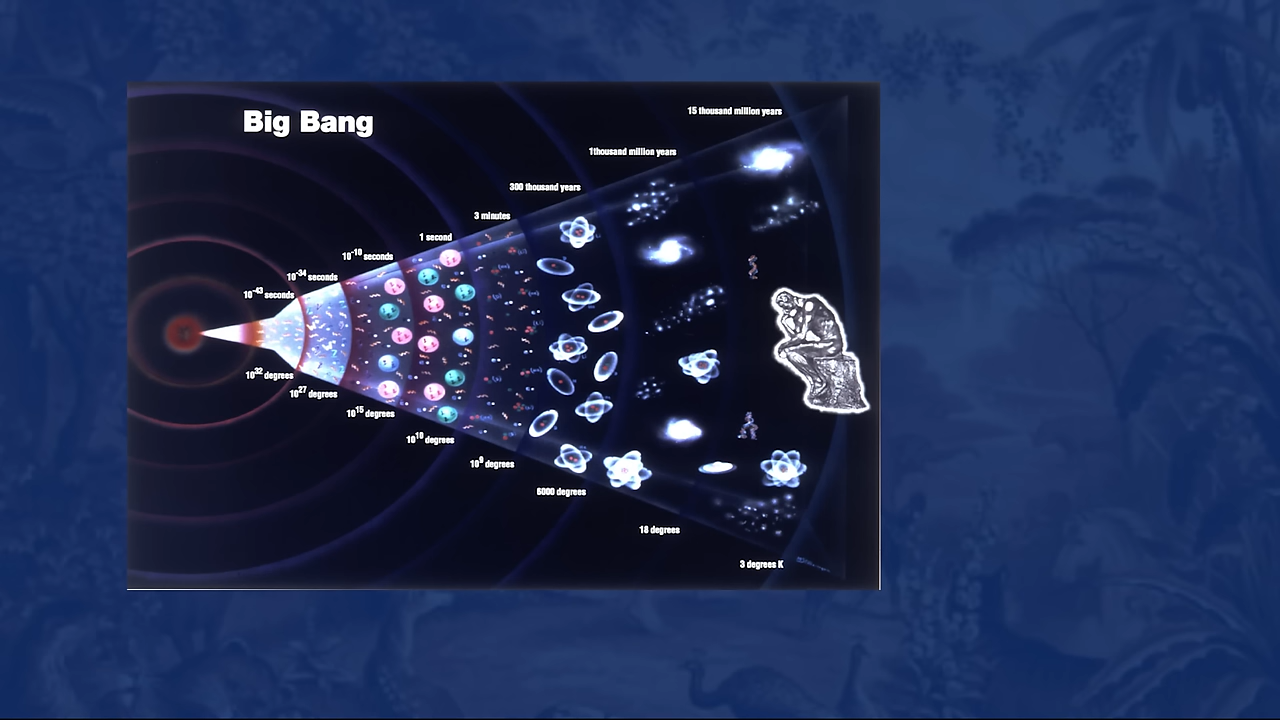 Big Bang
15 thousand million years
1thousand million years
300 thousand years
3 minutes
1 second
10⁻¹⁰ seconds
10⁻³⁴ seconds
10⁻⁴³ seconds
10³² degrees
10²⁷ degrees
10¹⁵ degrees
10¹⁰ degrees
10⁹ degrees
6000 degrees
18 degrees
3 degrees K